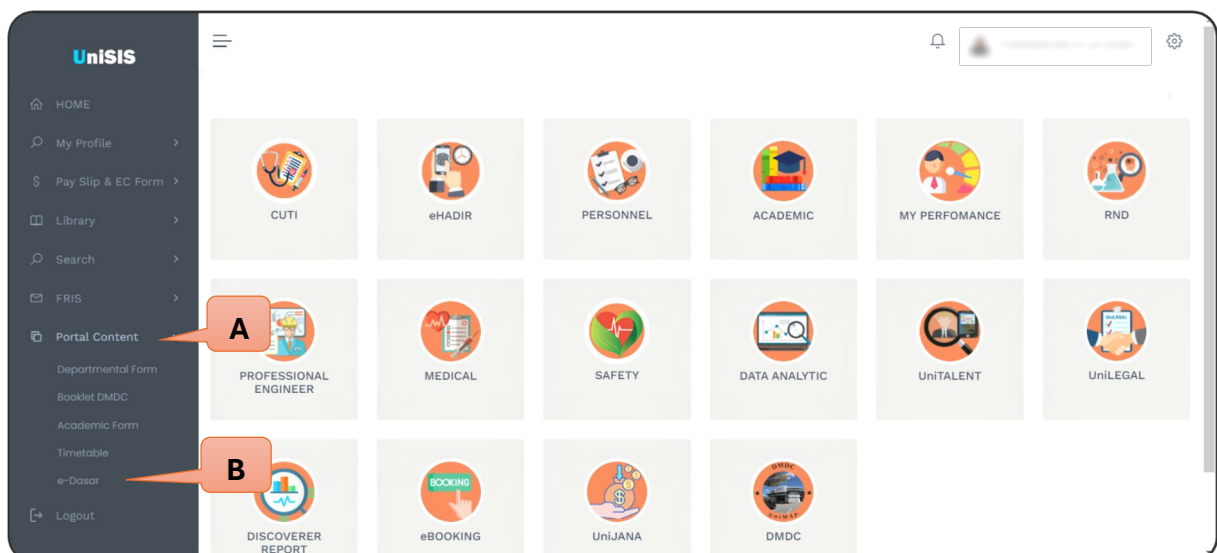 UniSIS
HOME
My Profile
Pay Slip & EC Form
Library
Search
FRIS
Portal Content
Departmental Form
Booklet DMDC
Academic Form
Timetable
e-Dasar
Logout
A
B
CUTI
eHADIR
PERSONNEL
ACADEMIC
MY PERFOMANCE
RND
PROFESSIONAL
ENGINEER
MEDICAL
SAFETY
DATA ANALYTIC
UniTALENT
UniLEGAL
UniLEGAL
DISCOVERER
REPORT
BOOKING
eBOOKING
UniJANA
DMDC
UniMAP
DMDC